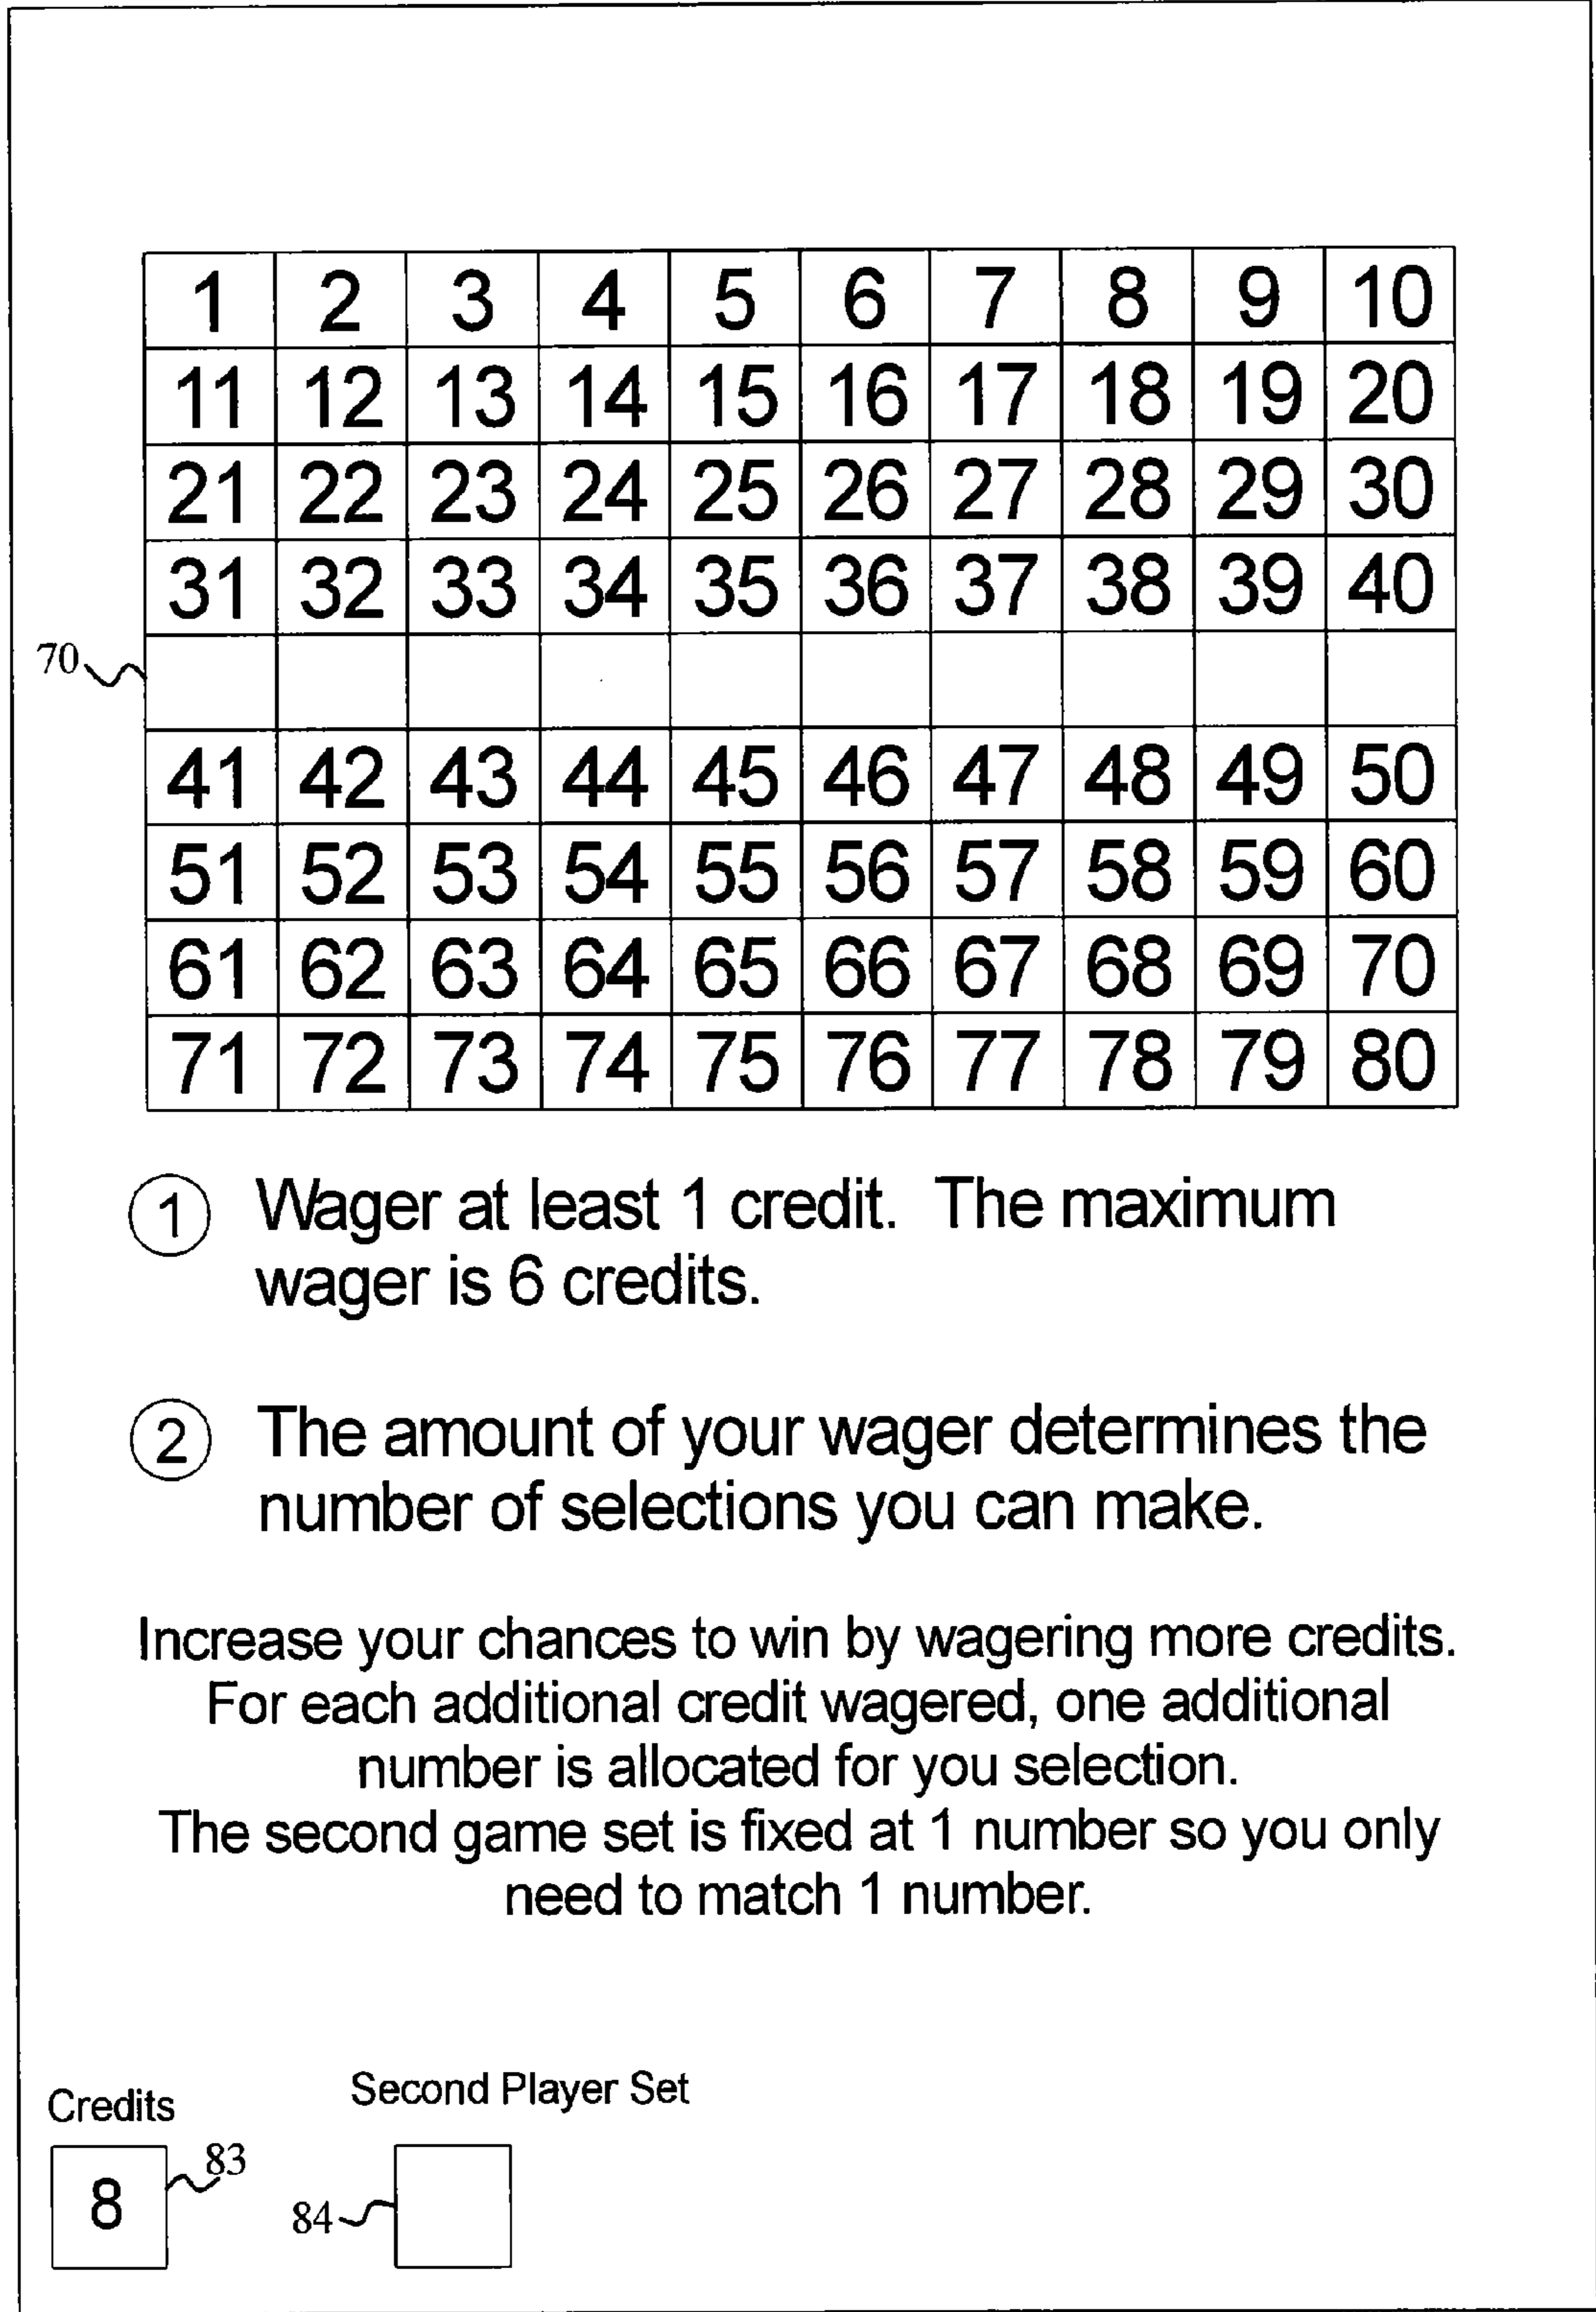 1 2 3 4 5 6 7 8 9 10
11 12 13 14 15 16 17 18 19 20
21 22 23 24 25 26 27 28 29 30
31 32 33 34 35 36 37 38 39 40
70
41 42 43 44 45 46 47 48 49 50
51 52 53 54 55 56 57 58 59 60
61 62 63 64 65 66 67 68 69 70
71 72 73 74 75 76 77 78 79 80
1 Wager at least 1 credit. The maximum
wager is 6 credits.
2 The amount of your wager determines the
number of selections you can make.
Increase your chances to win by wagering more credits.
For each additional credit wagered, one additional
number is allocated for you selection.
The second game set is fixed at 1 number so you only
need to match 1 number.
Credits Second Player Set
8 83 84